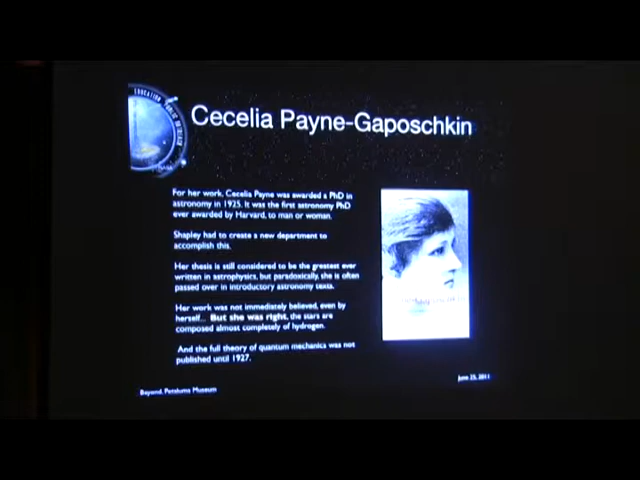 EDUCATION
Cecelia Payne-Gaposchkin
For her work, Cecelia Payne was awarded a PhD in
astronomy in 1925. It was the first astronomy PhD
ever awarded by Harvard, to man or woman.
Shapley had to create a new department to
accomplish this.
Her thesis is still considered to be the greatest ever
written in astrophysics, but paradoxically, she is often
passed over in introductory astronomy texts.
Her work was not immediately believed, even by
herself... But she was right, the stars are
composed almost completely of hydrogen.
And the full theory of quantum mechanics was not
published until 1927.
Beyond, Petaluma Museum
June 25, 2011